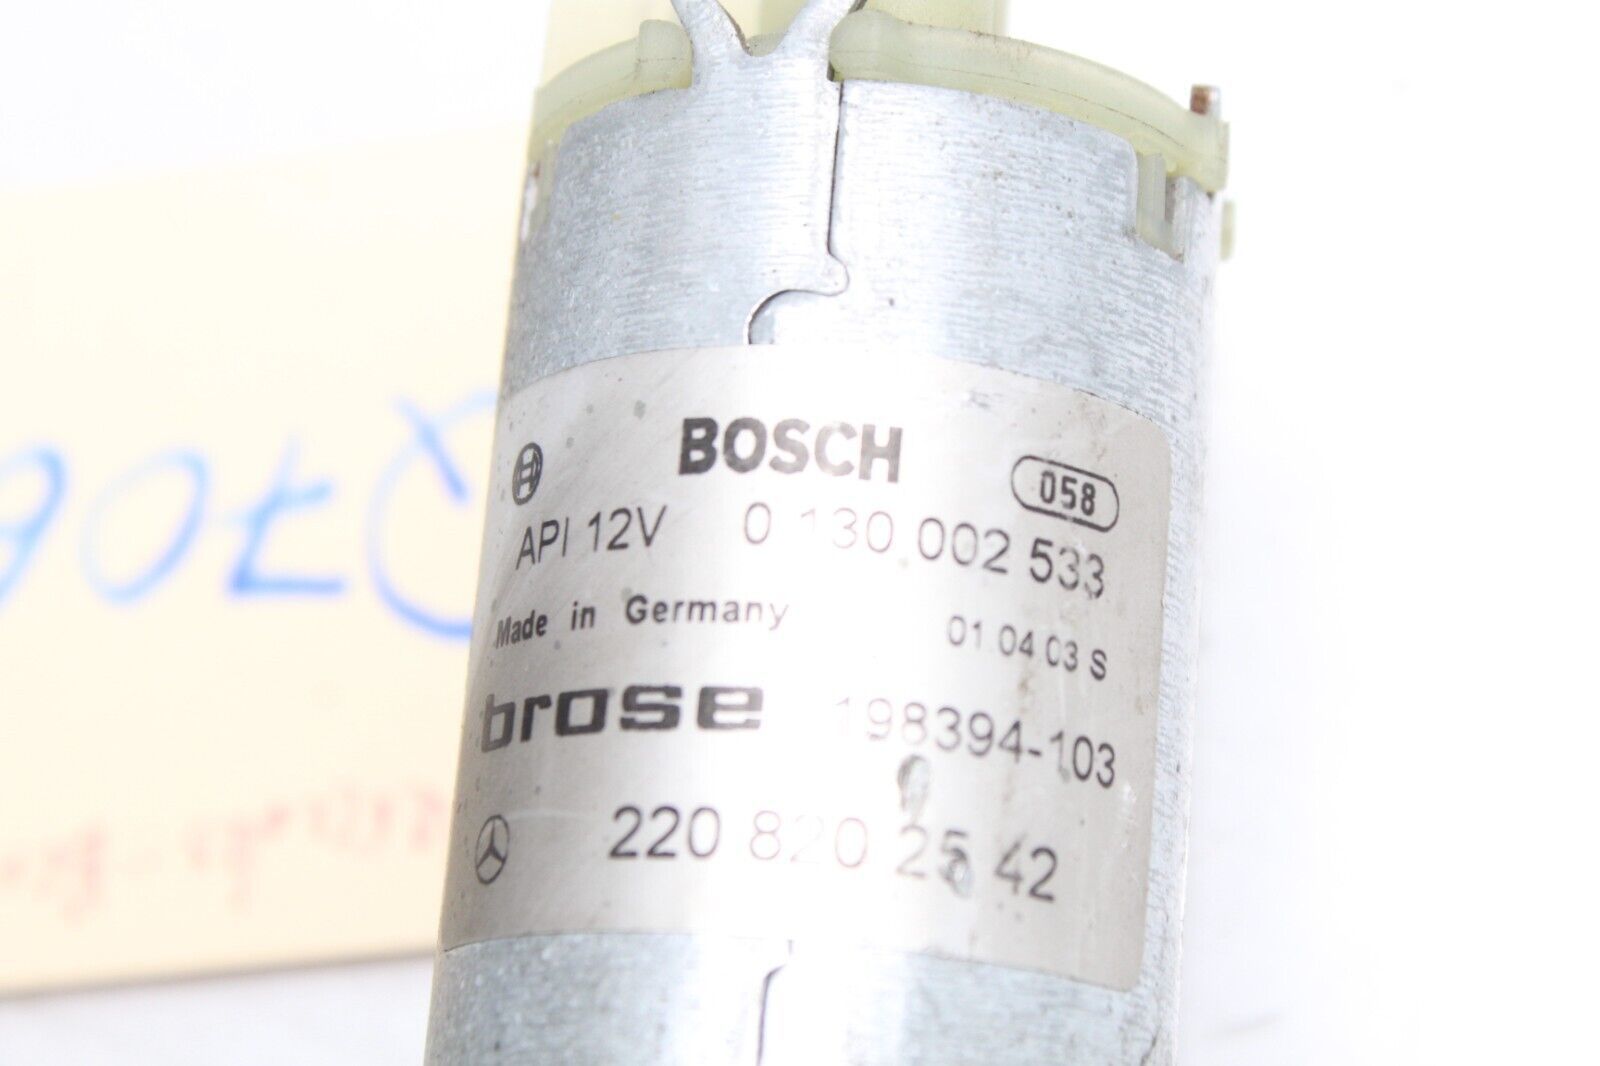 BOSCH
058
API 12V 0 130 002 533
Made in Germany 01 04 03 S
brose 198394-103
220 820 25 42